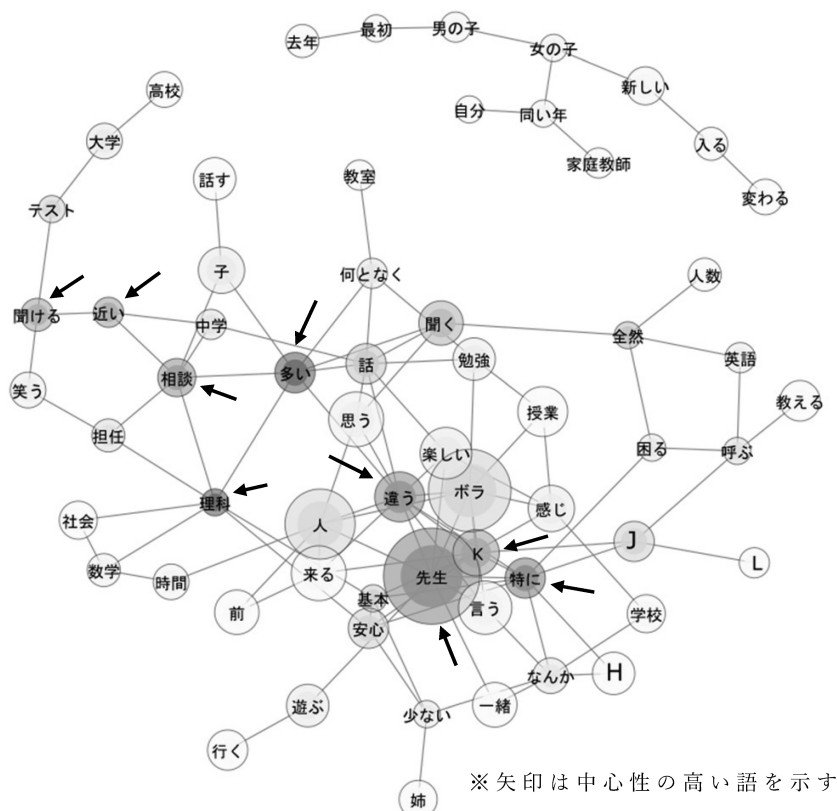 去年
最初
男の子
女の子
新しい
自分
同い年
入る
家庭教師
変わる
高校
大学
テスト
話す
教室
子
何となく
人数
聞ける
近い
中学
聞く
全然
相談
多い
話
勉強
英語
笑う
思う
授業
教える
担任
楽しい
困る
呼ぶ
理科
違う
ボラ
感じ
社会
人
K
J
L
数学
時間
来る
先生
特に
基本
前
安心
言う
学校
なんか
H
遊ぶ
少ない
一緒
行く
姉
※矢印は中心性の高い語を示す